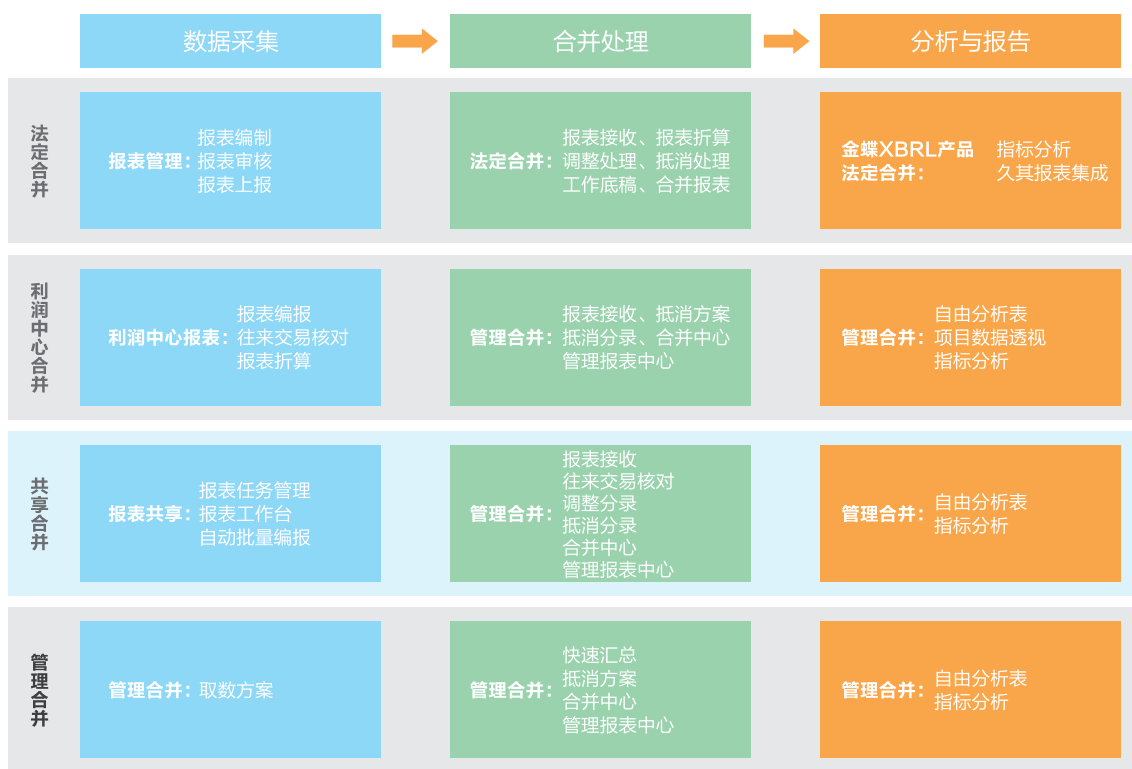 数据采集
合并处理
分析与报告
法定合并
报表管理：
报表编制
报表审核
报表上报
法定合并：
报表接收、报表折算
调整处理、抵消处理
工作底稿、合并报表
金蝶XBRL产品
法定合并：
指标分析
久其报表集成
利润中心合并
利润中心报表：
报表编报
往来交易核对
报表折算
管理合并：
报表接收、抵消方案
抵消分录、合并中心
管理报表中心
管理合并：
自由分析表
项目数据透视
指标分析
共享合并
报表共享：
报表任务管理
报表工作台
自动批量编报
管理合并：
报表接收
往来交易核对
调整分录
抵消分录
合并中心
管理报表中心
管理合并：
自由分析表
指标分析
管理合并
管理合并：
取数方案
管理合并：
快速汇总
抵消方案
合并中心
管理报表中心
管理合并：
自由分析表
指标分析